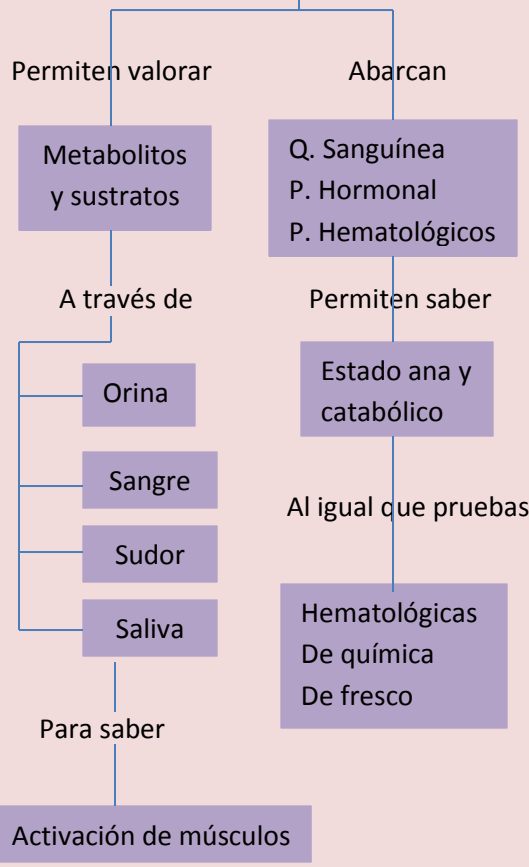 Permiten valorar
Abarcan
Metabolitos
y sustratos
Q. Sanguínea
P. Hormonal
P. Hematológicos
A través de
Permiten saber
Orina
Sangre
Sudor
Saliva
Estado ana y
catabólico
Al igual que pruebas
Hematológicas
De química
De fresco
Para saber
Activación de músculos